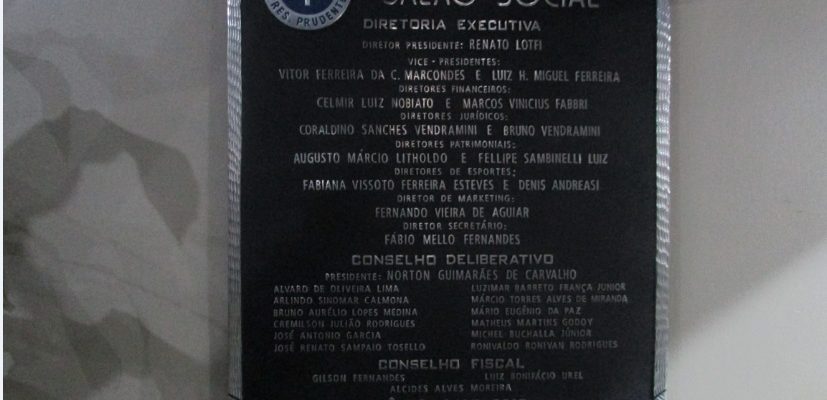 RES. PRUDENTE
SALÃO SOCIAL
DIRETORIA EXECUTIVA
DIRETOR PRESIDENTE: RENATO LOTFI
VICE - PRESIDENTES:
VITOR FERREIRA DA C. MARCONDES E LUIZ H. MIGUEL FERREIRA
DIRETORES FINANCEIROS:
CELMIR LUIZ NOBIATO E MARCOS VINICIUS FABBRI
DIRETORES JURÍDICOS:
CORALDINO SANCHES VENDRAMINI E BRUNO VENDRAMINI
DIRETORES PATRIMONIAIS:
AUGUSTO MÁRCIO LITHOLDO E FELLIPE SAMBINELLI LUIZ
DIRETORES DE ESPORTES:
FABIANA VISSOTO FERREIRA ESTEVES E DENIS ANDREASI
DIRETOR DE MARKETING:
FERNANDO VIEIRA DE AGUIAR
DIRETOR SECRETÁRIO:
FÁBIO MELLO FERNANDES
CONSELHO DELIBERATIVO
PRESIDENTE: NORTON GUIMARÃES DE CARVALHO
ALVARO DE OLIVEIRA LIMA LUZIMAR BARRETO FRANÇA JUNIOR
ARLINDO SINOMAR CALMONA MÁRCIO TORRES ALVES DE MIRANDA
BRUNO AURÉLIO LOPES MEDINA MÁRIO EUGÊNIO DA PAZ
CREMILSON JULIÃO RODRIGUES MATHEUS MARTINS GODOY
JOSÉ ANTONIO GARCIA MICHEL BUCHALLA JÚNIOR
JOSÉ RENATO SAMPAIO TOSELLO RONIVALDO RONIVAN RODRIGUES
CONSELHO FISCAL
GILSON FERNANDES LUIZ BONIFÁCIO UREL
ALCIDES ALVES MOREIRA